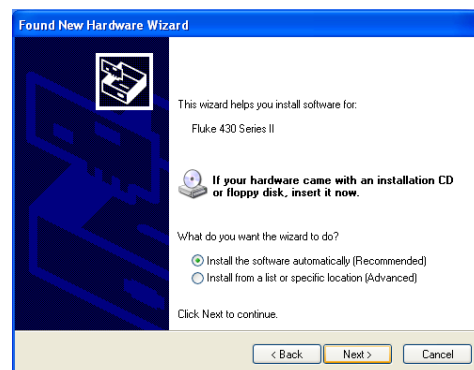 Found New Hardware Wizard
This wizard helps you install software for:
Fluke 430 Series II
If your hardware came with an installation CD
or floppy disk, insert it now.
What do you want the wizard to do?
Install the software automatically (Recommended)
Install from a list or specific location (Advanced)
Click Next to continue.
< Back Next > Cancel